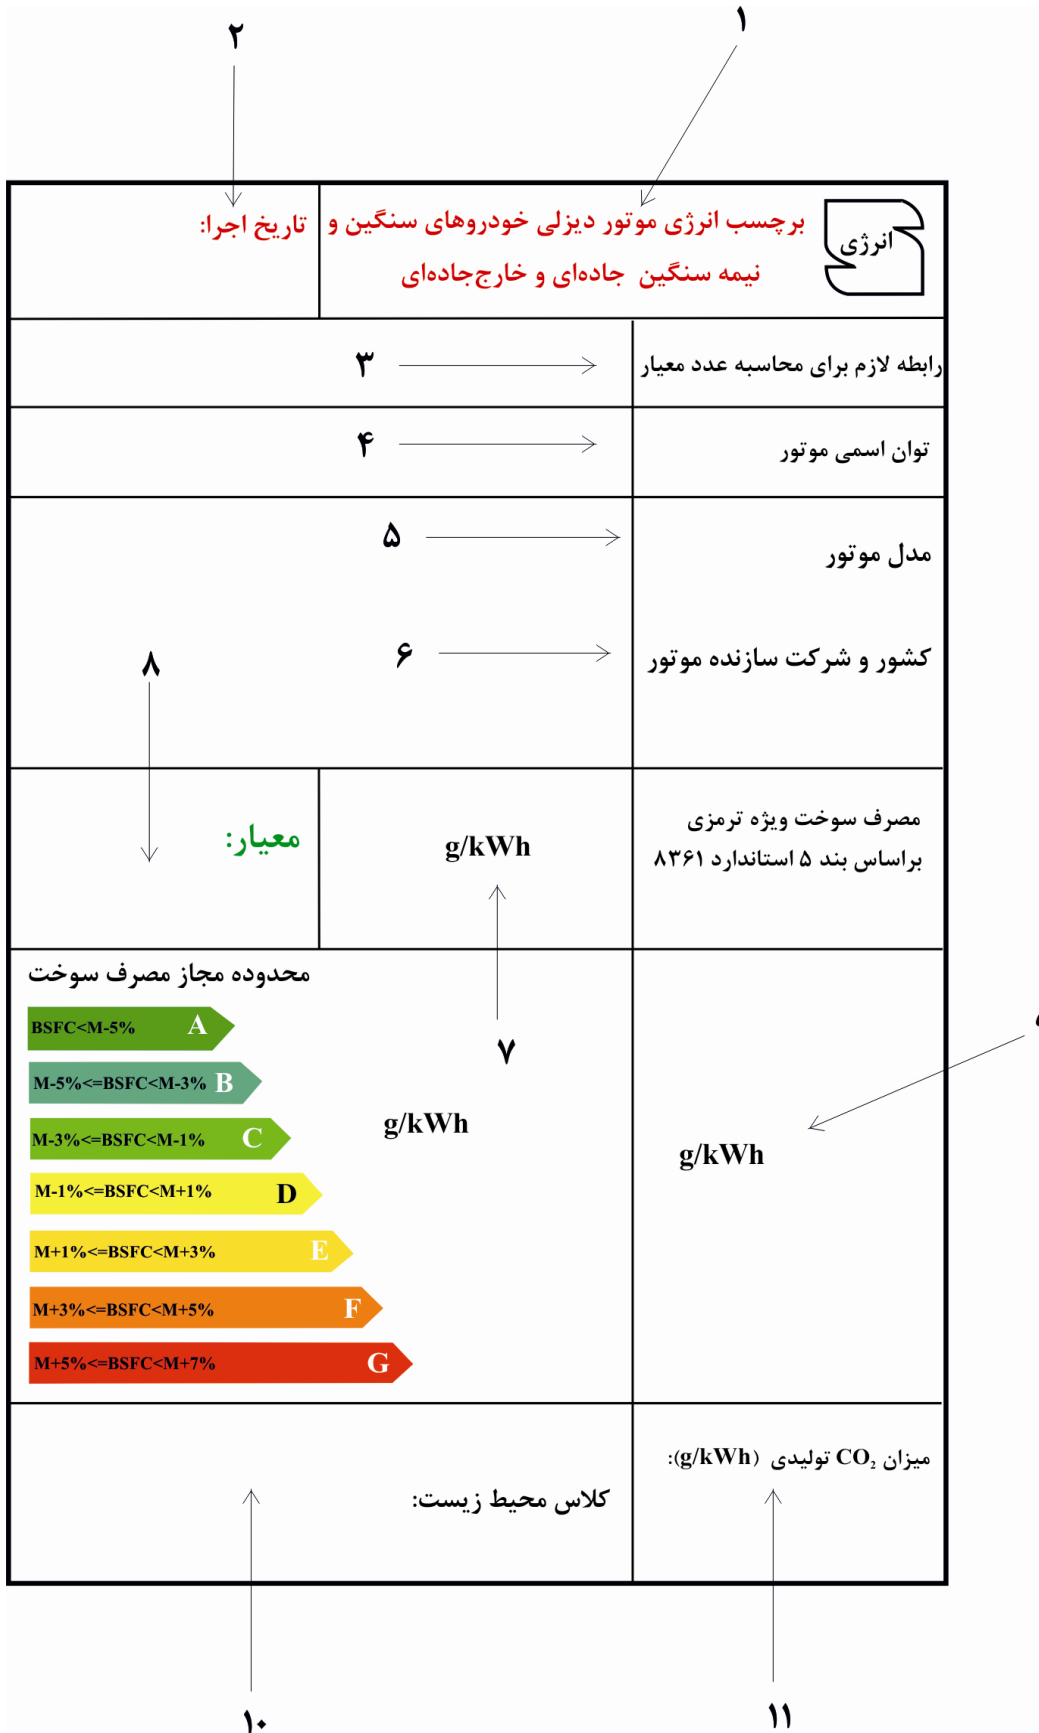 ۱
۲
انرژی
برچسب انرژی موتور دیزلی خودروهای سنگین و
نیمه سنگین جاده‌ای و خارج‌جاده‌ای
تاریخ اجرا:
رابطه لازم برای محاسبه عدد معیار
۳
توان اسمی موتور
۴
مدل موتور
۵
کشور و شرکت سازنده موتور
۶
۸
مصرف سوخت ویژه ترمزی
براساس بند ۵ استاندارد ۸۳۶۱
g/kWh
معیار:
محدوده مجاز مصرف سوخت
BSFC<M-5% A
M-5%<=BSFC<M-3% B
M-3%<=BSFC<M-1% C
M-1%<=BSFC<M+1% D
M+1%<=BSFC<M+3% E
M+3%<=BSFC<M+5% F
M+5%<=BSFC<M+7% G
۷
g/kWh
g/kWh
میزان CO₂ تولیدی (g/kWh):
کلاس محیط زیست:
۱۰
۱۱